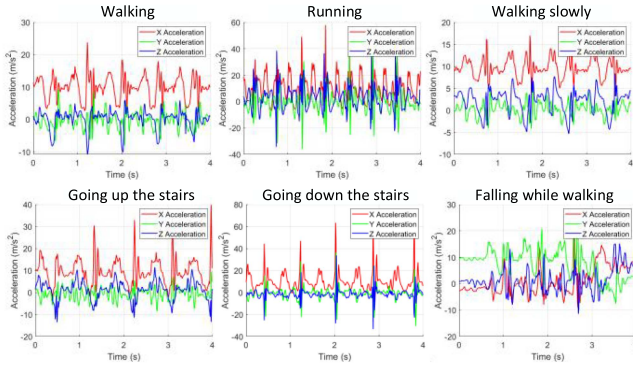 Walking
Running
Walking slowly
30
20
10
0
-10
Acceleration (m/s²)
X Acceleration
Y Acceleration
Z Acceleration
0 1 2 3 4
Time (s)
60
40
20
0
-20
-40
Acceleration (m/s²)
X Acceleration
Y Acceleration
Z Acceleration
0 1 2 3 4
Time (s)
20
15
10
5
0
-5
-10
Acceleration (m/s²)
X Acceleration
Y Acceleration
Z Acceleration
0 1 2 3 4
Time (s)
Going up the stairs
Going down the stairs
Falling while walking
40
30
20
10
0
-10
-20
Acceleration (m/s²)
X Acceleration
Y Acceleration
Z Acceleration
0 1 2 3 4
Time (s)
80
60
40
20
0
-20
-40
Acceleration (m/s²)
X Acceleration
Y Acceleration
Z Acceleration
0 1 2 3 4
Time (s)
30
20
10
0
-10
-20
Acceleration (m/s²)
X Acceleration
Y Acceleration
Z Acceleration
0 1 2 3
Time (s)